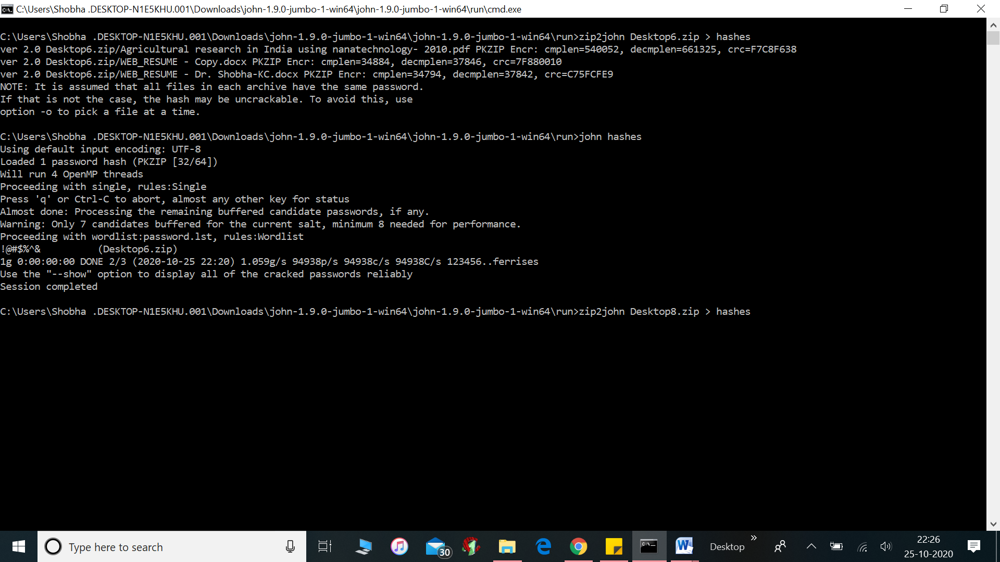 C:\Users\Shobha .DESKTOP-N1E5KHU.001\Downloads\john-1.9.0-jumbo-1-win64\john-1.9.0-jumbo-1-win64\run\cmd.exe
C:\Users\Shobha .DESKTOP-N1E5KHU.001\Downloads\john-1.9.0-jumbo-1-win64\john-1.9.0-jumbo-1-win64\run>zip2john Desktop6.zip > hashes
ver 2.0 Desktop6.zip/Agricultural research in India using nanatechnology- 2010.pdf PKZIP Encr: cmplen=540052, decmplen=661325, crc=F7C8F638
ver 2.0 Desktop6.zip/WEB_RESUME - Copy.docx PKZIP Encr: cmplen=34884, decmplen=37846, crc=7F880010
ver 2.0 Desktop6.zip/WEB_RESUME - Dr. Shobha-KC.docx PKZIP Encr: cmplen=34794, decmplen=37842, crc=C75FCFE9
NOTE: It is assumed that all files in each archive have the same password.
If that is not the case, the hash may be uncrackable. To avoid this, use
option -o to pick a file at a time.
C:\Users\Shobha .DESKTOP-N1E5KHU.001\Downloads\john-1.9.0-jumbo-1-win64\john-1.9.0-jumbo-1-win64\run>john hashes
Using default input encoding: UTF-8
Loaded 1 password hash (PKZIP [32/64])
Will run 4 OpenMP threads
Proceeding with single, rules:Single
Press 'q' or Ctrl-C to abort, almost any other key for status
Almost done: Processing the remaining buffered candidate passwords, if any.
Warning: Only 7 candidates buffered for the current salt, minimum 8 needed for performance.
Proceeding with wordlist:password.lst, rules:Wordlist
!@#$%^&          (Desktop6.zip)
1g 0:00:00:00 DONE 2/3 (2020-10-25 22:20) 1.059g/s 94938p/s 94938c/s 94938C/s 123456..ferrises
Use the "--show" option to display all of the cracked passwords reliably
Session completed
C:\Users\Shobha .DESKTOP-N1E5KHU.001\Downloads\john-1.9.0-jumbo-1-win64\john-1.9.0-jumbo-1-win64\run>zip2john Desktop8.zip > hashes
Type here to search
30
Desktop
22:26
25-10-2020